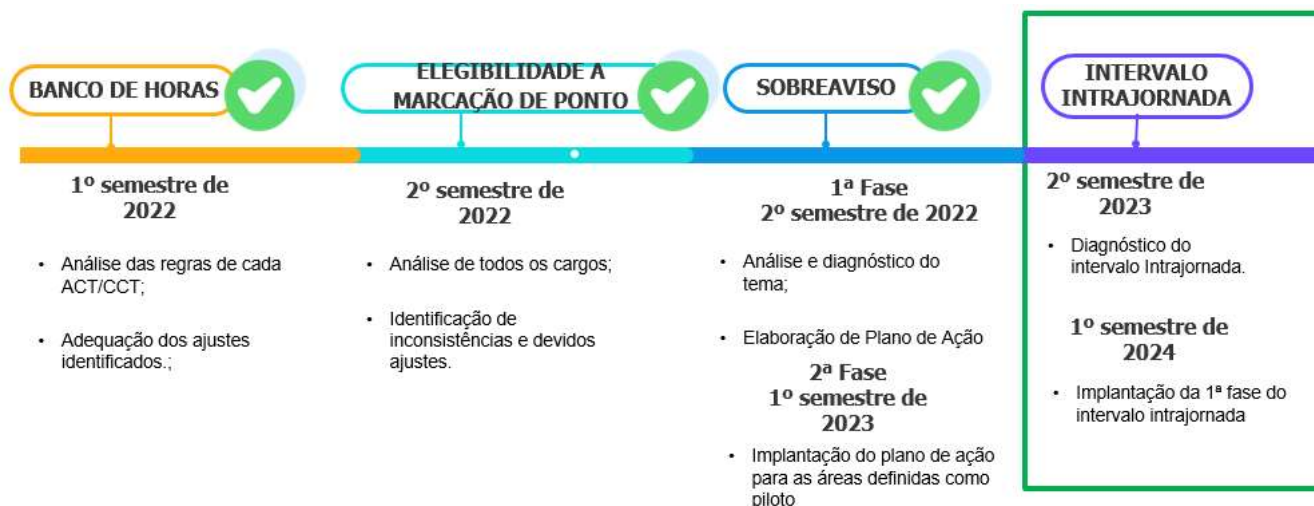 BANCO DE HORAS
1º semestre de
2022
• Análise das regras de cada
ACT/CCT;
• Adequação dos ajustes
identificados.;
ELEGIBILIDADE A
MARCAÇÃO DE PONTO
2º semestre de
2022
• Análise de todos os cargos;
• Identificação de
inconsistências e devidos
ajustes.
SOBREAVISO
1ª Fase
2º semestre de 2022
• Análise e diagnóstico do
tema;
• Elaboração de Plano de Ação
2ª Fase
1º semestre de
2023
• Implantação do plano de ação
para as áreas definidas como
piloto
INTERVALO
INTRAJORNADA
2º semestre de
2023
• Diagnóstico do
intervalo Intrajornada.
1º semestre de
2024
• Implantação da 1ª fase do
intervalo intrajornada